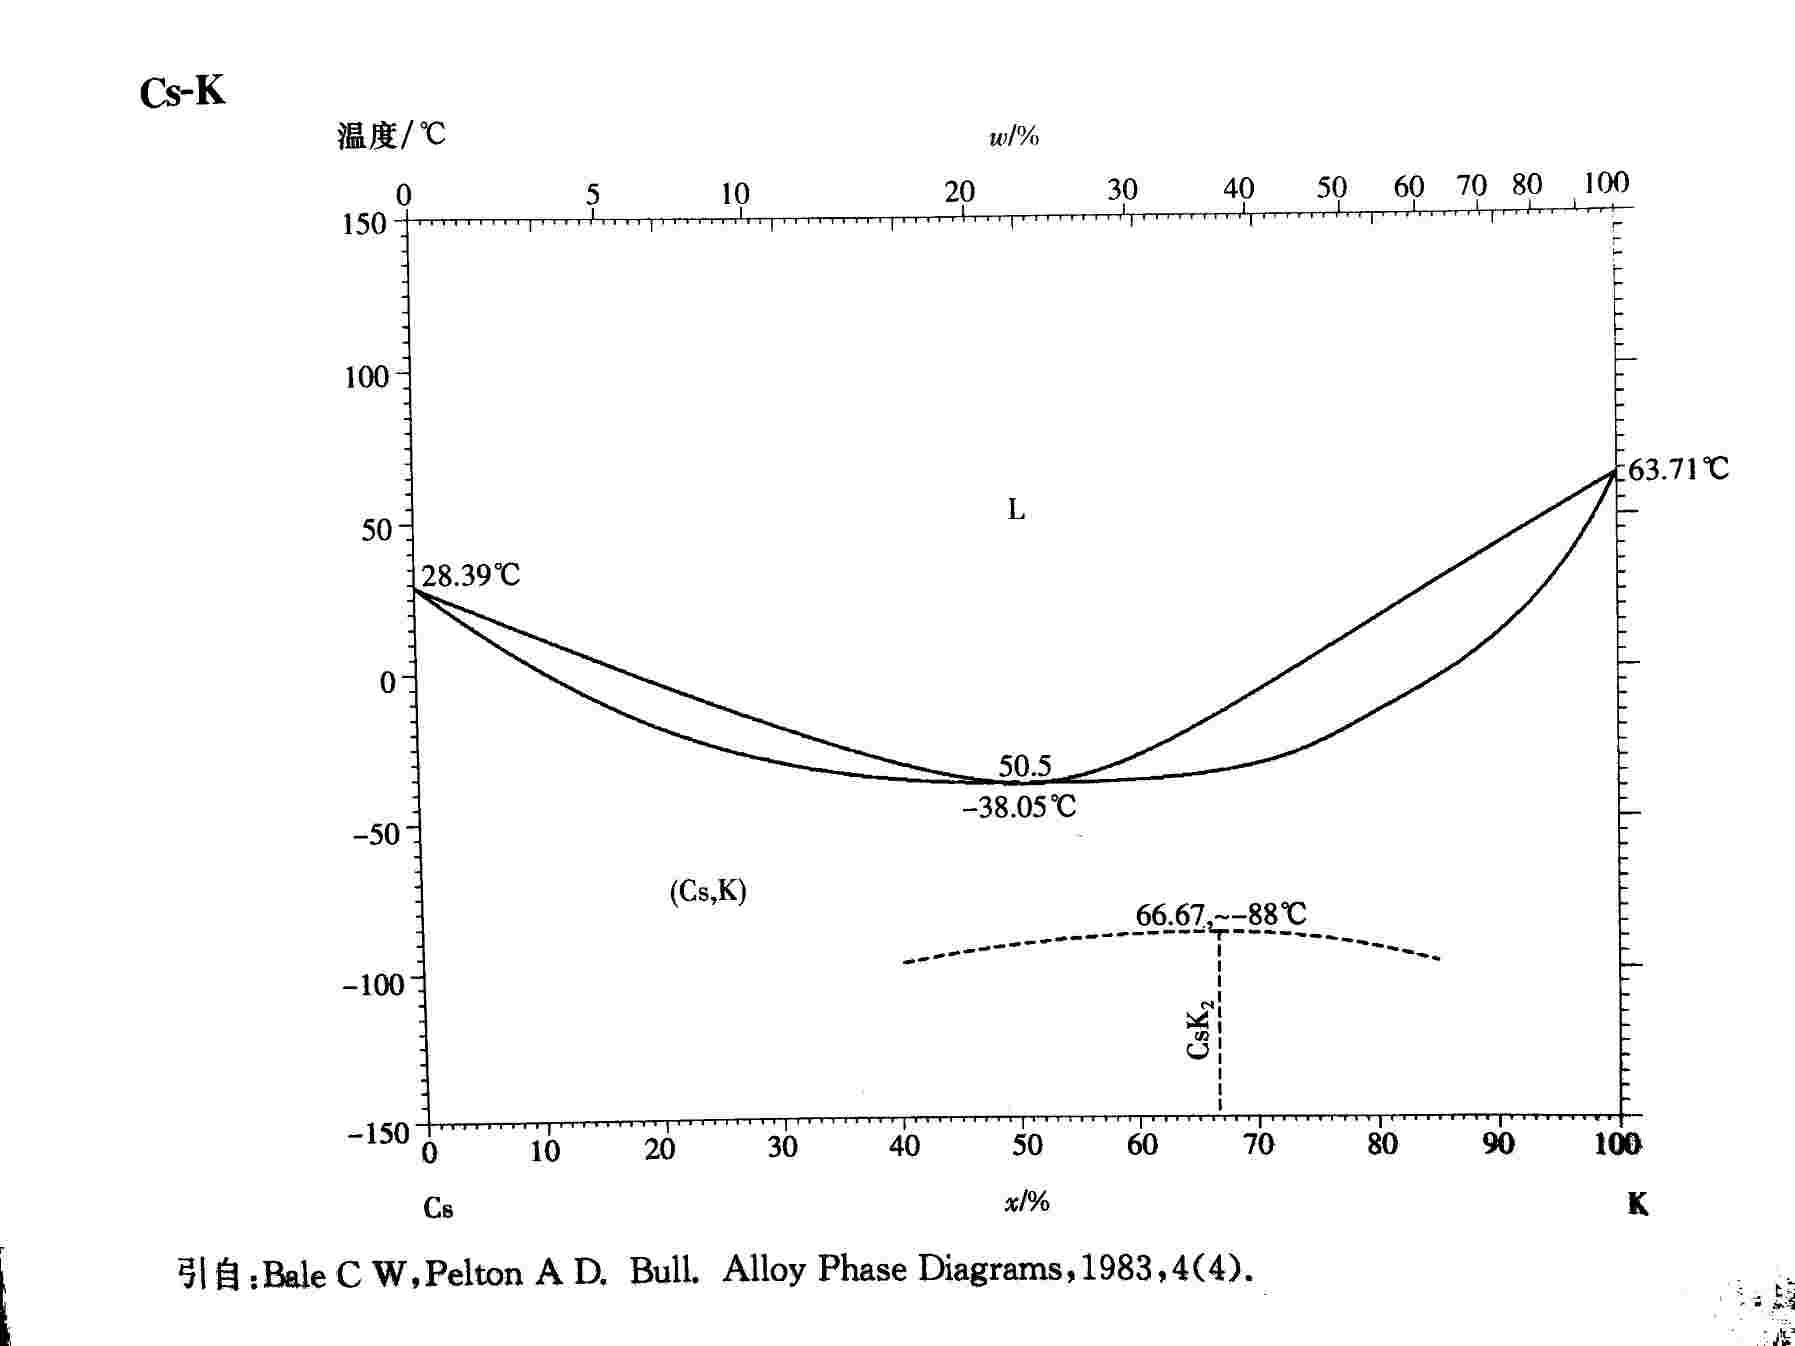 Cs-K
温度/℃
w/%
0 5 10 20 30 40 50 60 70 80 100
150
100
63.71℃
L
50
28.39℃
0
50.5
-38.05℃
-50
(Cs,K)
66.67,~-88℃
-100
CsK₂
-150
0 10 20 30 40 50 60 70 80 90 100
Cs x/% K
引自:Bale C W,Pelton A D. Bull. Alloy Phase Diagrams,1983,4(4).